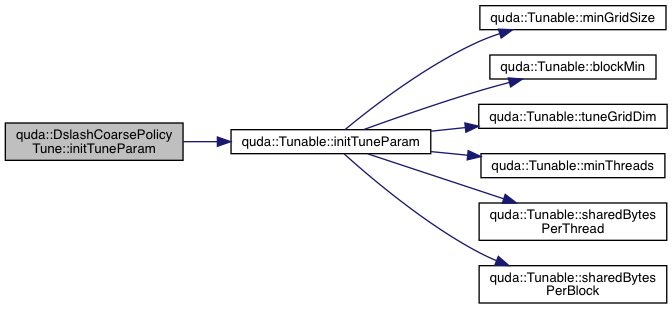 quda::DslashCoarsePolicy
Tune::initTuneParam
quda::Tunable::initTuneParam
quda::Tunable::minGridSize
quda::Tunable::blockMin
quda::Tunable::tuneGridDim
quda::Tunable::minThreads
quda::Tunable::sharedBytes
PerThread
quda::Tunable::sharedBytes
PerBlock